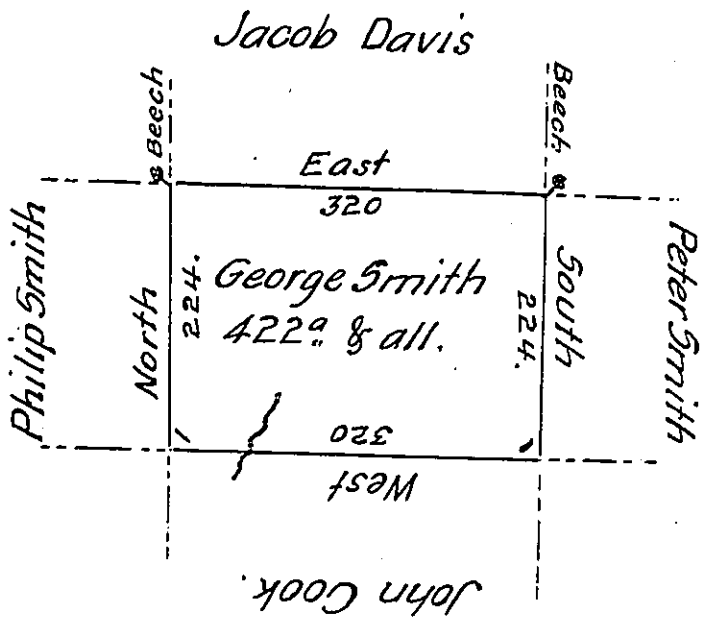 Jacob Davis
Beech
Beech
East
320
Philip Smith
North
224.
George Smith
422a & all.
224.
South
Peter Smith
320
West
John Cook.